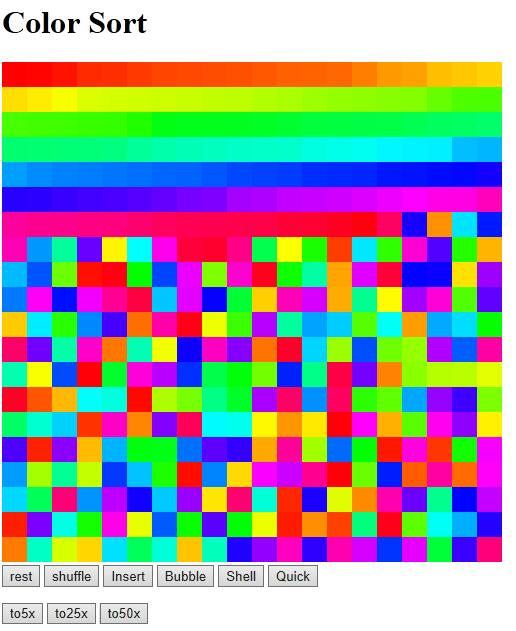 Color Sort
rest shuffle Insert Bubble Shell Quick
to5x to25x to50x